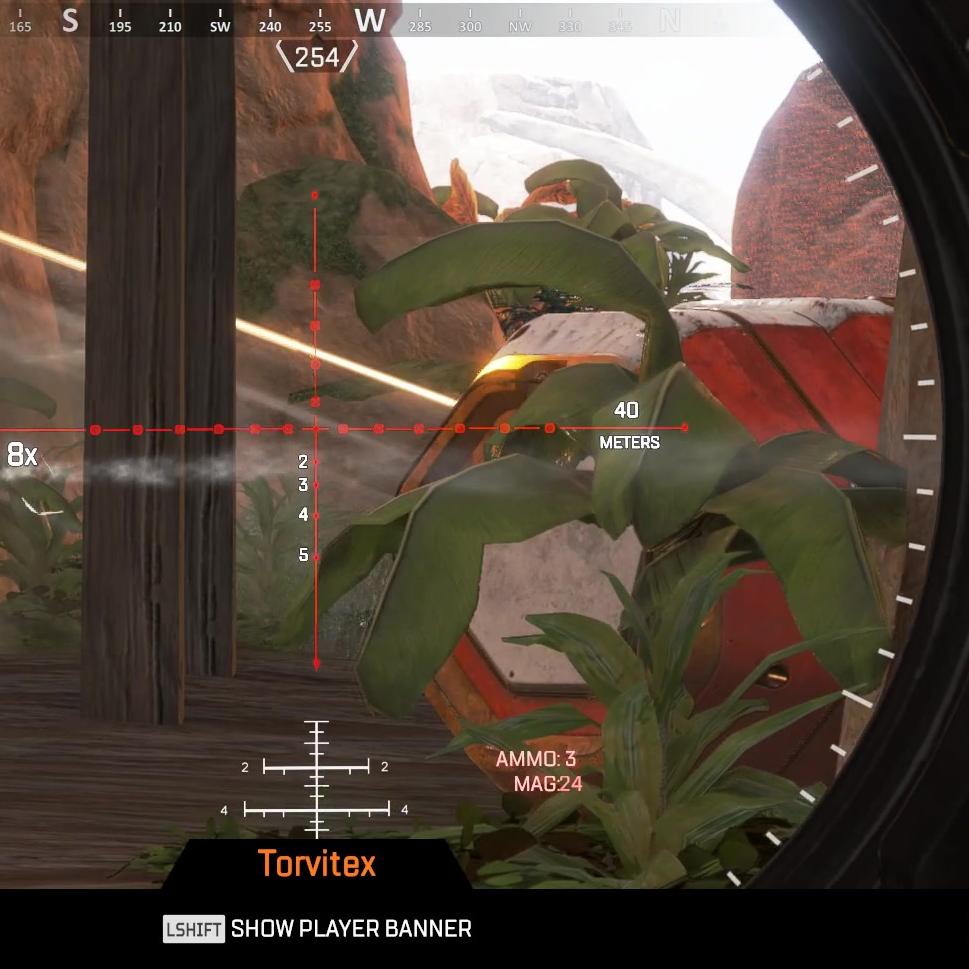 165 S 195 210 SW 240 255 W 285 300 NW 330 345 N
254
40
METERS
8x
2
3
4
5
2 2
AMMO: 3
MAG:24
4 4
Torvitex
LSHIFT SHOW PLAYER BANNER